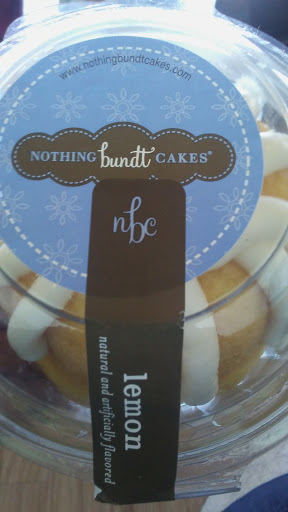 www.nothingbundtcakes.com
NOTHING bundt CAKES®
nbc
lemon
natural and artificially flavored